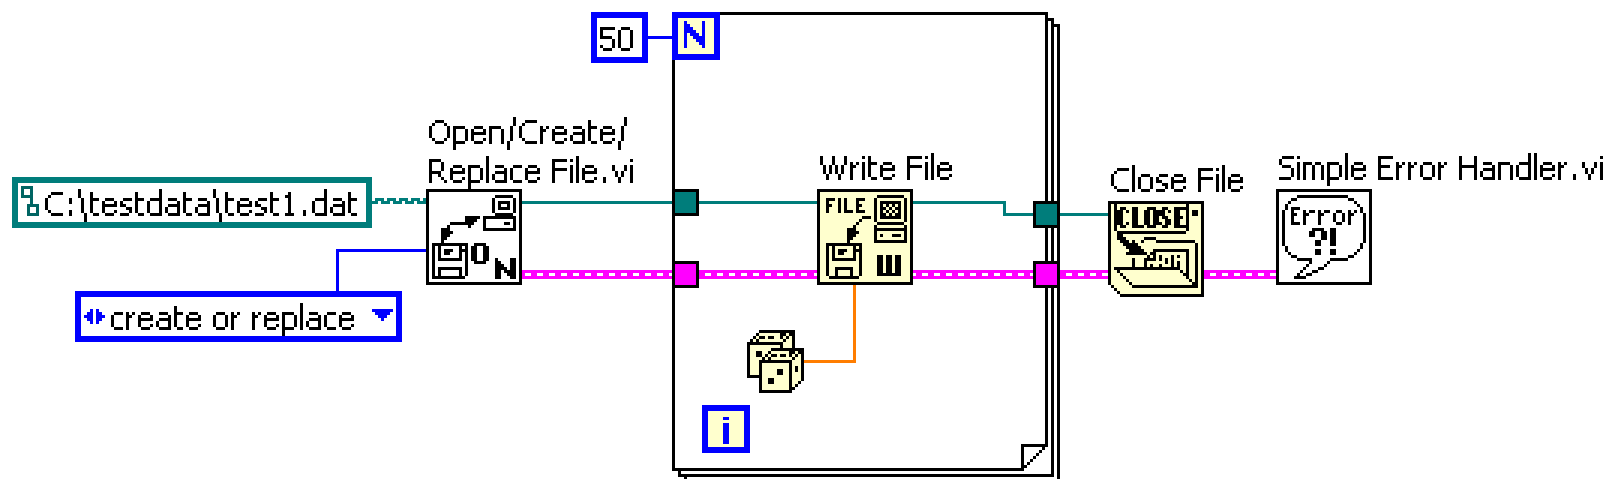 50
N
Open/Create/
Replace File.vi
Write File
Close File
Simple Error Handler.vi
C:\testdata\test1.dat
O
N
FILE
W
CLOSE
Error
?!
create or replace
i